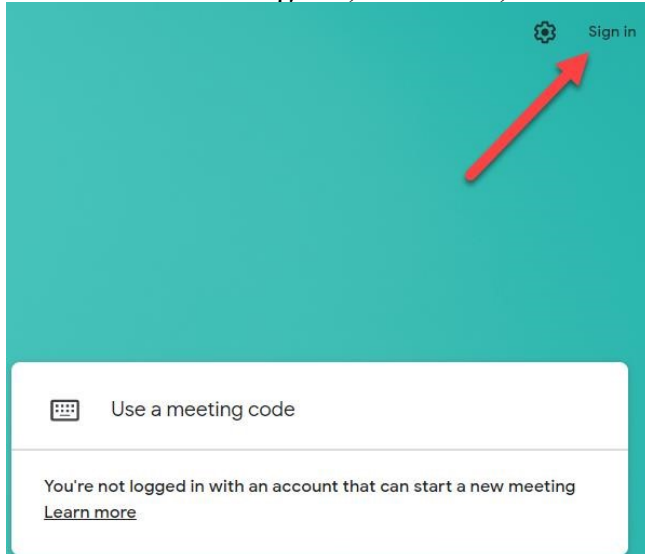 Sign in
Use a meeting code
You're not logged in with an account that can start a new meeting
Learn more